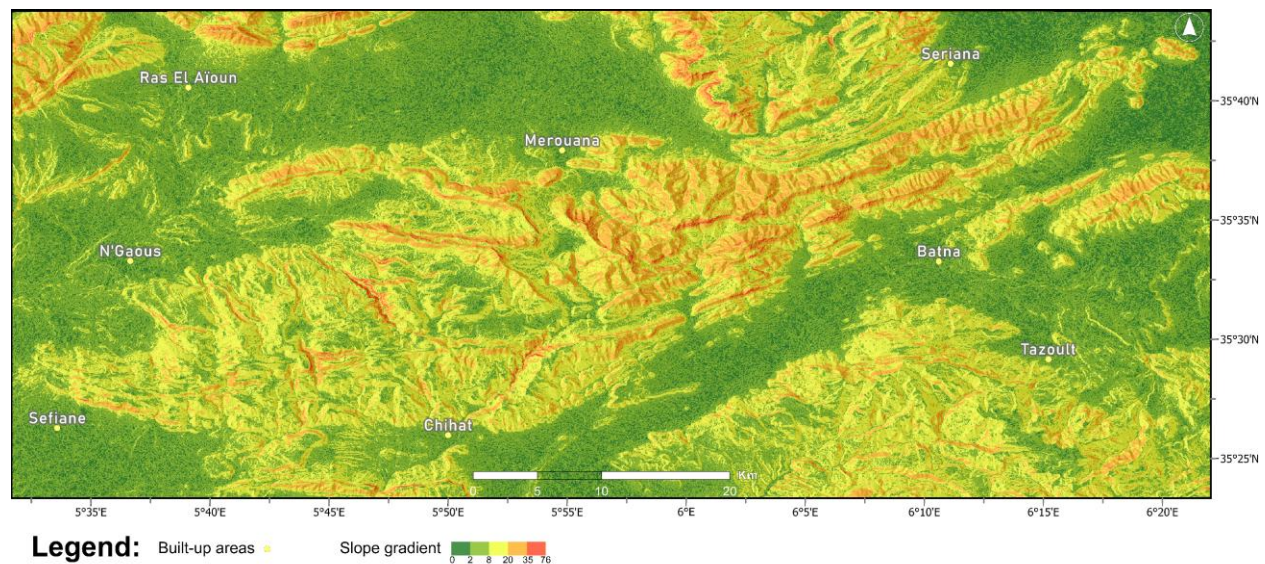 Seriana
Ras El Aïoun
35°40'N
Merouana
35°35'N
N'Gaous
Batna
35°30'N
Tazoult
Sefiane
Chihat
35°25'N
Km
0 5 10 20
5°35'E 5°40'E 5°45'E 5°50'E 5°55'E 6°E 6°5'E 6°10'E 6°15'E 6°20'E
Legend: Built-up areas Slope gradient
0 2 8 20 35 76